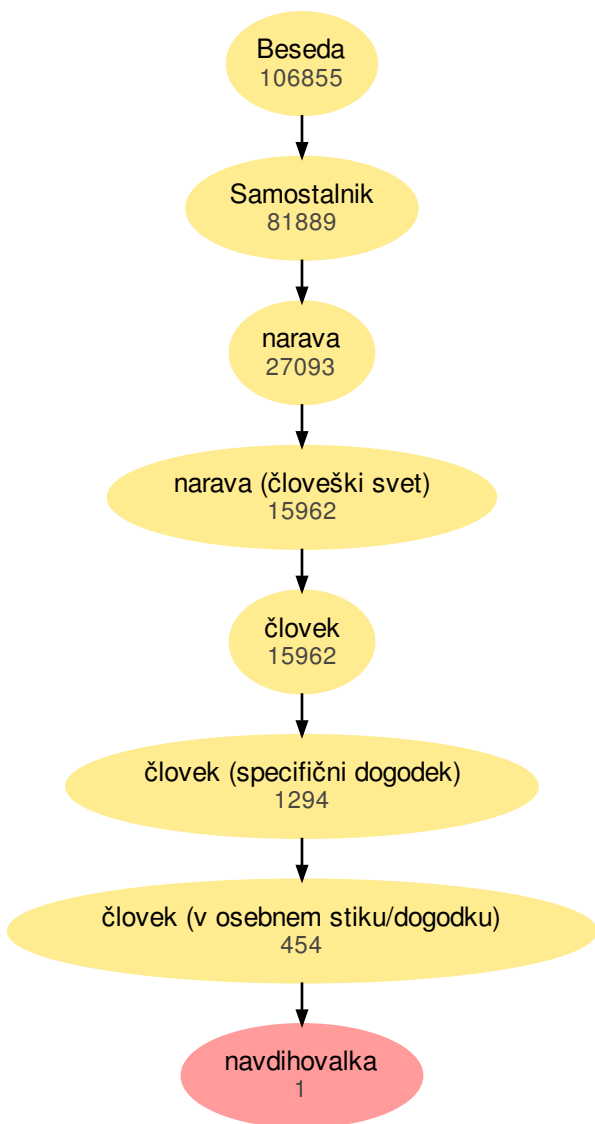 Beseda
106855
Samostalnik
81889
narava
27093
narava (človeški svet)
15962
človek
15962
človek (specifični dogodek)
1294
človek (v osebnem stiku/dogodku)
454
navdihovalka
1